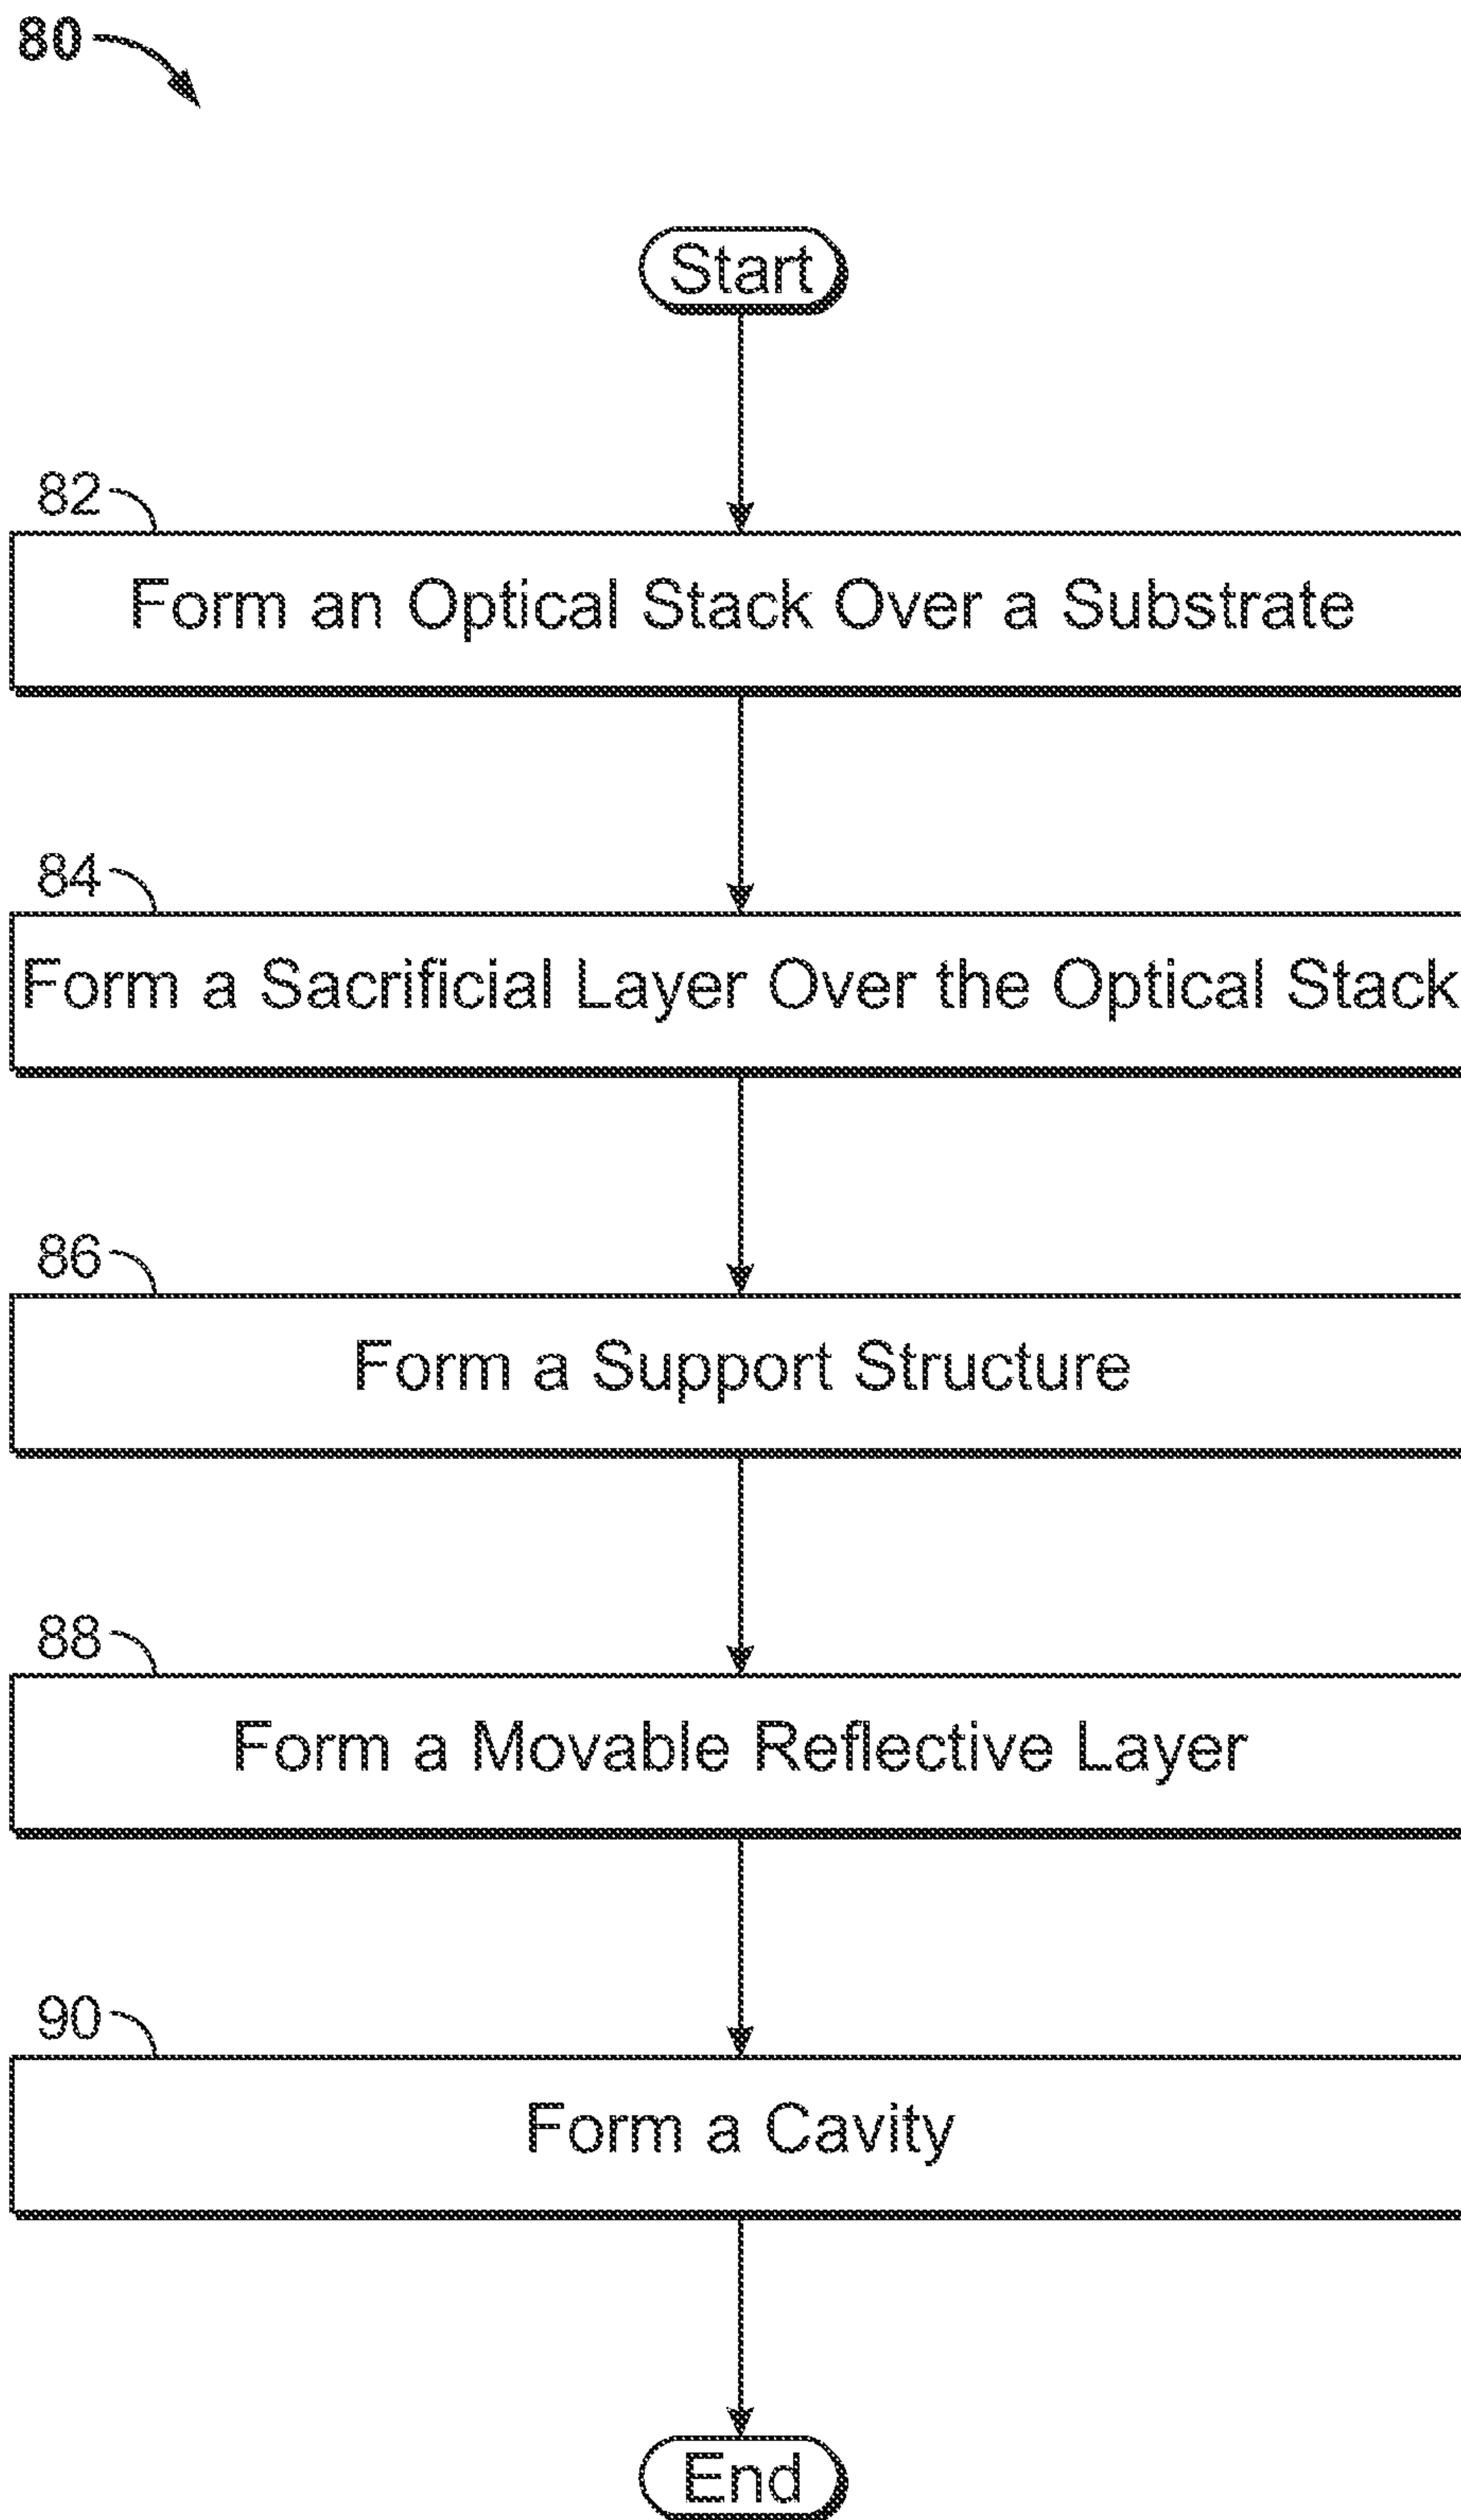 80
Start
82
Form an Optical Stack Over a Substrate
84
Form a Sacrificial Layer Over the Optical Stack
86
Form a Support Structure
88
Form a Movable Reflective Layer
90
Form a Cavity
End